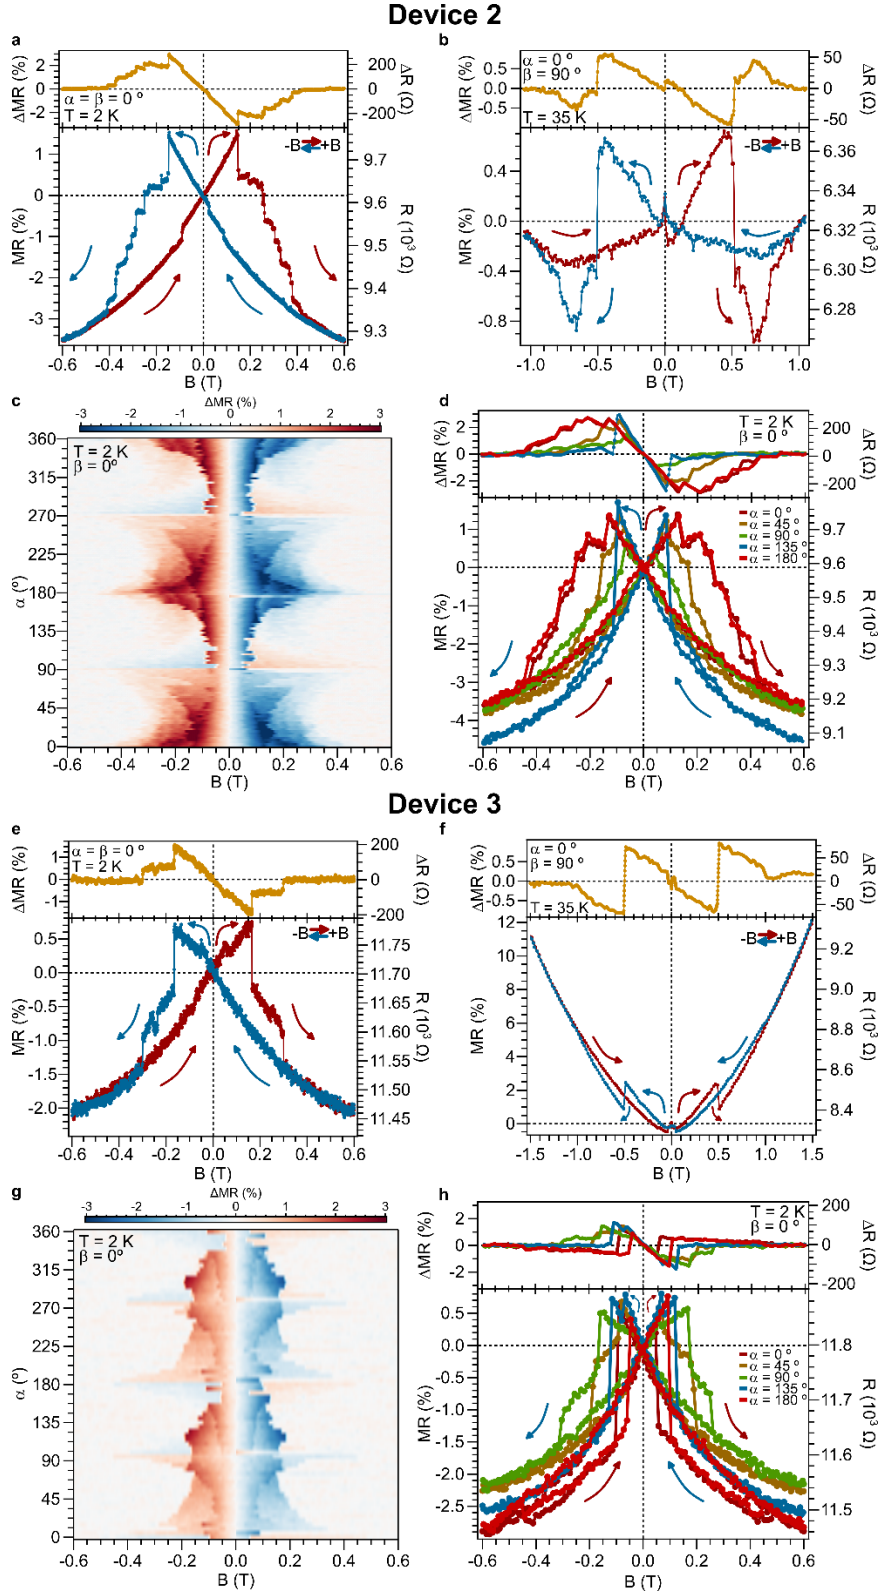 Device 2
a
ΔMR (%)
2
0
-2
α = β = 0 º
T = 2 K
200
0
-200
ΔR (Ω)
MR (%)
1
0
-1
-2
-3
-B +B
9.7
9.6
9.5
9.4
9.3
R (10³ Ω)
-0.6 -0.4 -0.2 0.0 0.2 0.4 0.6
B (T)
b
ΔMR (%)
0.5
0.0
-0.5
α = 0 º
β = 90º
T = 35 K
50
0
-50
ΔR (Ω)
MR (%)
0.4
0.0
-0.4
-0.8
-B +B
6.36
6.34
6.32
6.30
6.28
R (10³ Ω)
-1.0 -0.5 0.0 0.5 1.0
B (T)
c
ΔMR (%)
-3 -2 -1 0 1 2 3
T = 2 K
β = 0º
α (º)
360
315
270
225
180
135
90
45
0
-0.6 -0.4 -0.2 0.0 0.2 0.4 0.6
B (T)
d
ΔMR (%)
2
0
-2
T = 2 K
β = 0º
200
0
-200
ΔR (Ω)
MR (%)
1
0
-1
-2
-3
-4
α = 0 º
α = 45 º
α = 90 º
α = 135 º
α = 180 º
9.7
9.6
9.5
9.4
9.3
9.2
9.1
R (10³ Ω)
-0.6 -0.4 -0.2 0.0 0.2 0.4 0.6
B (T)
Device 3
e
ΔMR (%)
1
0
-1
α = β = 0 º
T = 2 K
200
0
-200
ΔR (Ω)
MR (%)
0.5
0.0
-0.5
-1.0
-1.5
-2.0
-B +B
11.75
11.70
11.65
11.60
11.55
11.50
11.45
R (10³ Ω)
-0.6 -0.4 -0.2 0.0 0.2 0.4 0.6
B (T)
f
ΔMR (%)
0.5
0.0
-0.5
α = 0º
β = 90º
T = 35 K
50
0
-50
ΔR (Ω)
MR (%)
12
10
8
6
4
2
0
-B +B
9.2
9.0
8.8
8.6
8.4
R (10³ Ω)
-1.5 -1.0 -0.5 0.0 0.5 1.0 1.5
B (T)
g
ΔMR (%)
-3 -2 -1 0 1 2 3
T = 2 K
β = 0º
α (º)
360
315
270
225
180
135
90
45
0
-0.6 -0.4 -0.2 0.0 0.2 0.4 0.6
B (T)
h
ΔMR (%)
2
0
-2
T = 2 K
β = 0º
200
0
-200
ΔR (Ω)
MR (%)
0.5
0.0
-0.5
-1.0
-1.5
-2.0
-2.5
α = 0 º
α = 45 º
α = 90 º
α = 135 º
α = 180 º
11.8
11.7
11.6
11.5
R (10³ Ω)
-0.6 -0.4 -0.2 0.0 0.2 0.4 0.6
B (T)